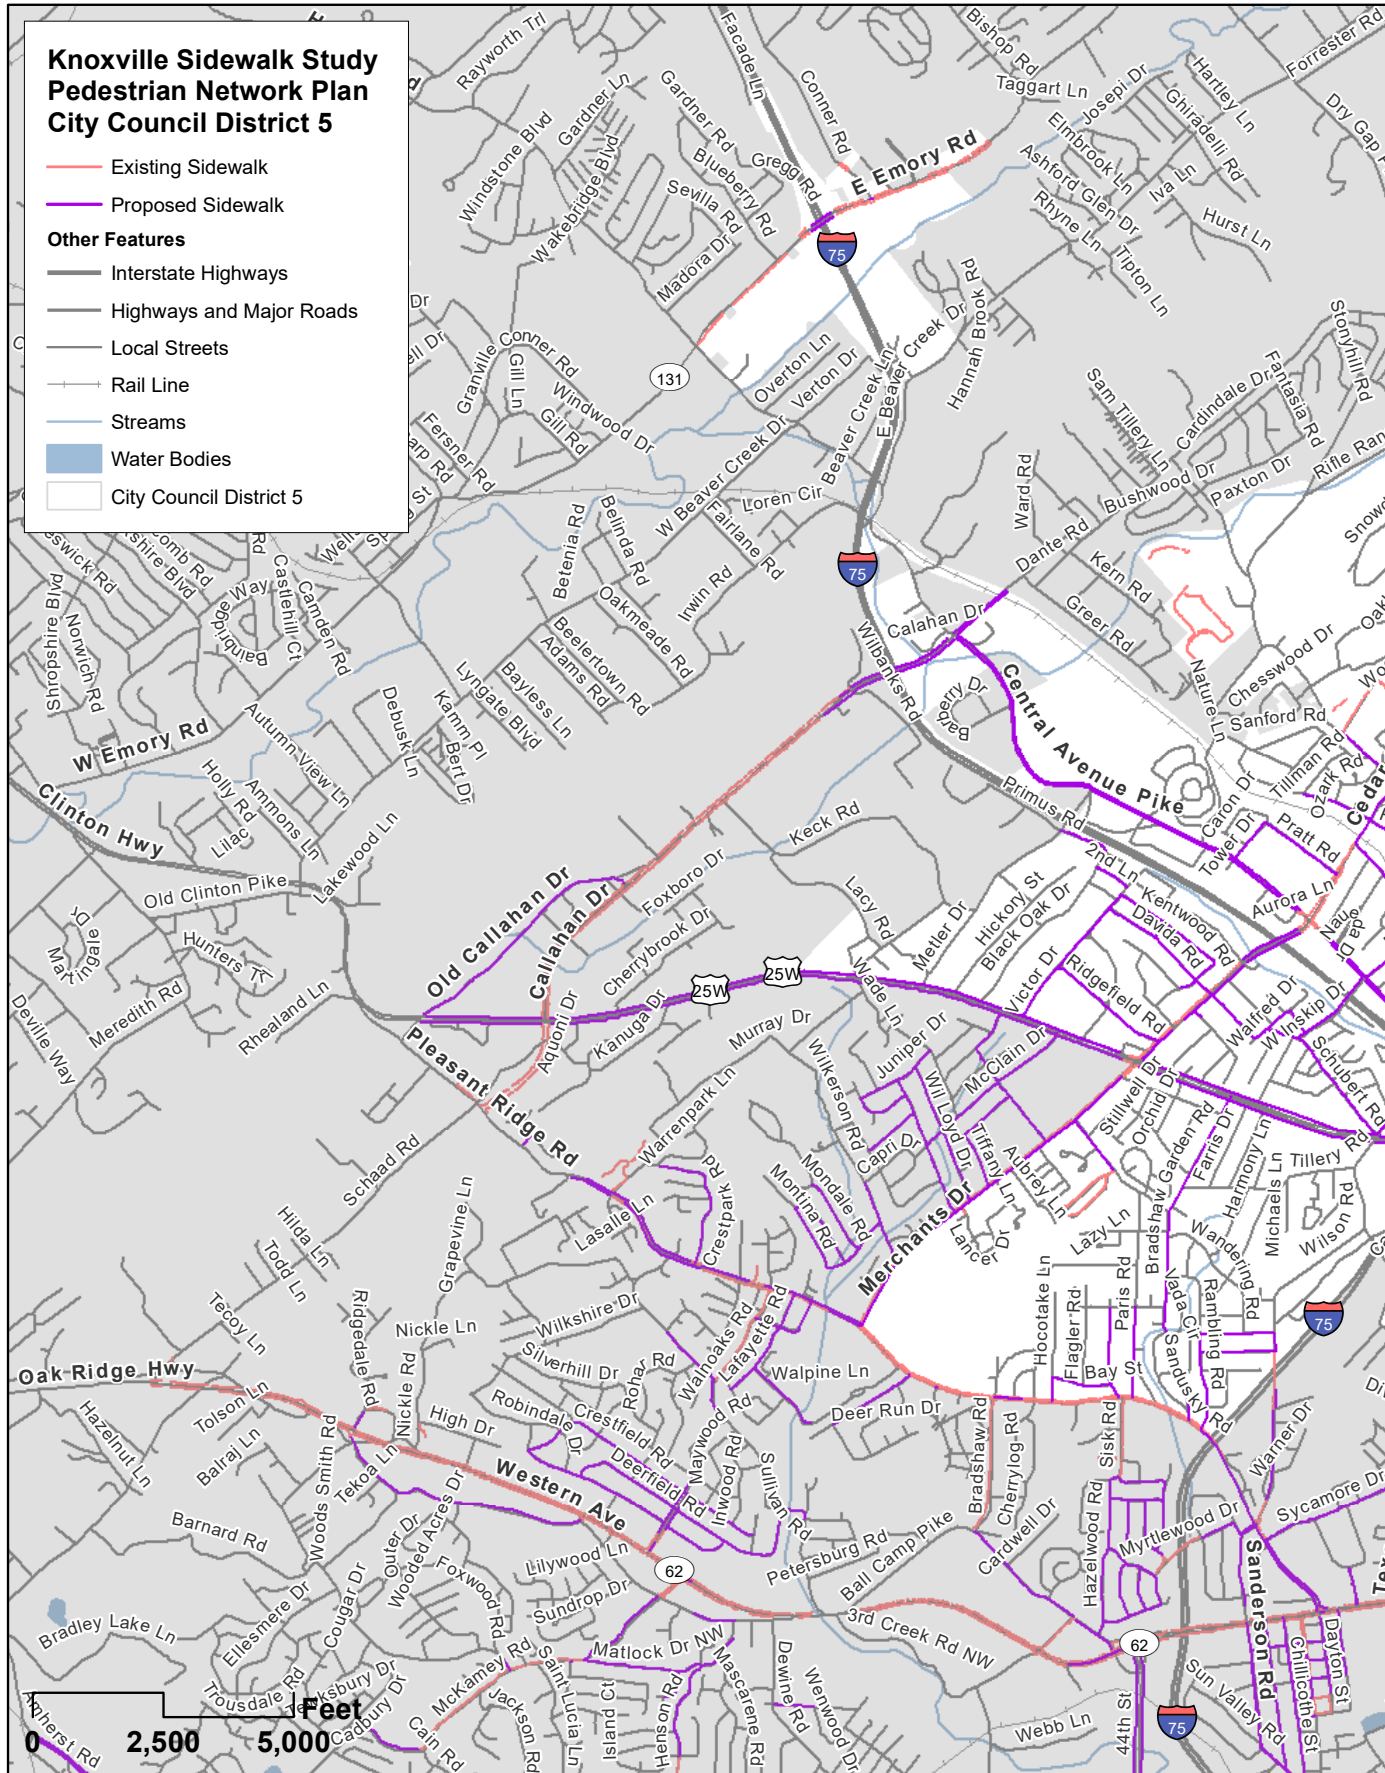 Knoxville Sidewalk Study
Pedestrian Network Plan
City Council District 5
Existing Sidewalk
Proposed Sidewalk
Other Features
Interstate Highways
Highways and Major Roads
Local Streets
Rail Line
Streams
Water Bodies
City Council District 5
Rayworth Trl
Facade Ln
Bishop Rd
Forrester Rd
Gardner Ln
Gardner Rd
Conner Rd
Taggart Ln
Josepi Dr
Hartley Ln
Ghiradelli Rd
Windstone Blvd
Wakebridge Blvd
Blueberry Rd
Gregg Rd
E Emory Rd
Elmbrook Ln
Ashford Glen Dr
Iva Ln
Sevilla Rd
Rhyne Ln
Hurst Ln
Madora Dr
75
Tipton Ln
Hannah Brook Rd
E Beaver Creek Dr
Stonyhill Rd
Granville Conner Rd
Gill Ln
Gill Rd
Windwood Dr
131
Overton Ln
Verton Dr
Beaver Creek Ln
Sam Tillery Ln
Cardindale Dr
Fantasia Rd
Fersner Rd
W Beaver Creek Dr
Loren Cir
Ward Rd
Bushwood Dr
Paxton Dr
Belinda Rd
Betenia Rd
Fairlane Rd
Dante Rd
75
Kern Rd
Greer Rd
Irwin Rd
Oakmeade Rd
Calahan Dr
Shropshire Blvd
Norwich Rd
Bainbridge Way
Castlehill Ct
Camden Rd
Beelertown Rd
Adams Rd
Bayless Ln
Lyngate Blvd
Kamm Pl
Bert Dr
Debusk Ln
Wilbanks Rd
Barberry Dr
Central Avenue Pike
Nature Ln
Chesswood Dr
Sanford Rd
Tillman Rd
Ozark Rd
W Emory Rd
Autumn View Ln
Holly Rd
Ammons Ln
Lilac
Lakewood Ln
Clinton Hwy
Old Clinton Pike
Primus Rd
Keck Rd
Caron Dr
Tower Dr
Pratt Rd
Aurora Ln
Foxboro Dr
Cherrybrook Dr
Old Callahan Dr
Callahan Dr
Lacy Rd
Metler Dr
Hickory St
Black Oak Dr
2nd Ln
Kentwood Rd
Davida Rd
Martingale Dr
Hunters Tr
25W
25W
Wade Ln
Victor Dr
Ridgefield Rd
Walfred Dr
W Inskip Dr
Deville Way
Meredith Rd
Rhealand Ln
Aquoni Dr
Kanuga Dr
Murray Dr
Wilkerson Rd
Juniper Dr
McClain Dr
Schubert Rd
Pleasant Ridge Rd
Warrenpark Ln
Wil Loyd Dr
Capri Dr
Tiffany Ln
Aubrey Ln
Stillwell Dr
Orchid Dr
Bradshaw Garden Rd
Farris Dr
Harmony Ln
Michaels Ln
Tillery Rd
Wilson Rd
Schaad Rd
Lasalle Ln
Crestpark Rd
Montina Rd
Mondale Rd
Merchants Dr
Lancer Dr
Lazy Ln
Wandering Rd
Hilda Ln
Todd Ln
Grapevine Ln
Hocotake Ln
Flagler Rd
Paris Rd
Vada Cir
Sandusky Rd
Rambling Rd
75
Tecoy Ln
Ridgedale Rd
Nickle Ln
Nickle Rd
Wilkshire Dr
Silverhill Dr
Walnoaks Rd
Lafayette Rd
Walpine Ln
Bay St
Oak Ridge Hwy
Tolson Ln
Hazelnut Ln
Balraj Ln
High Dr
Robindale Dr
Crestfield Rd
Deerfield Rd
Maywood Rd
Inwood Rd
Sullivan Rd
Deer Run Dr
Bradshaw Rd
Cherrylog Rd
Siski Rd
Warner Dr
Woods Smith Rd
Tekoa Ln
Western Ave
Barnard Rd
Outer Dr
Wooded Acres Dr
Lilywood Ln
Petersburg Rd
Ball Camp Pike
Cardwell Dr
Hazelwood Rd
Myrtlewood Dr
Sycamore Dr
Foxwood Rd
Sundrop Dr
62
Sanderson Rd
Bradley Lake Ln
Ellesmere Dr
Cougar Dr
Matlock Dr NW
3rd Creek Rd NW
62
Chillicothe St
Dayton St
Trousdale Rd
Cadbury Dr
McKamey Rd
Cain Rd
Jackson Rd
Saint Lucia Ln
Island Ct
Henson Rd
Mascarene Rd
Dewine Rd
Wenwood Dr
Webb Ln
44th St
75
Sun Valley Rd
Amherst Rd
0 2,500 5,000 Feet